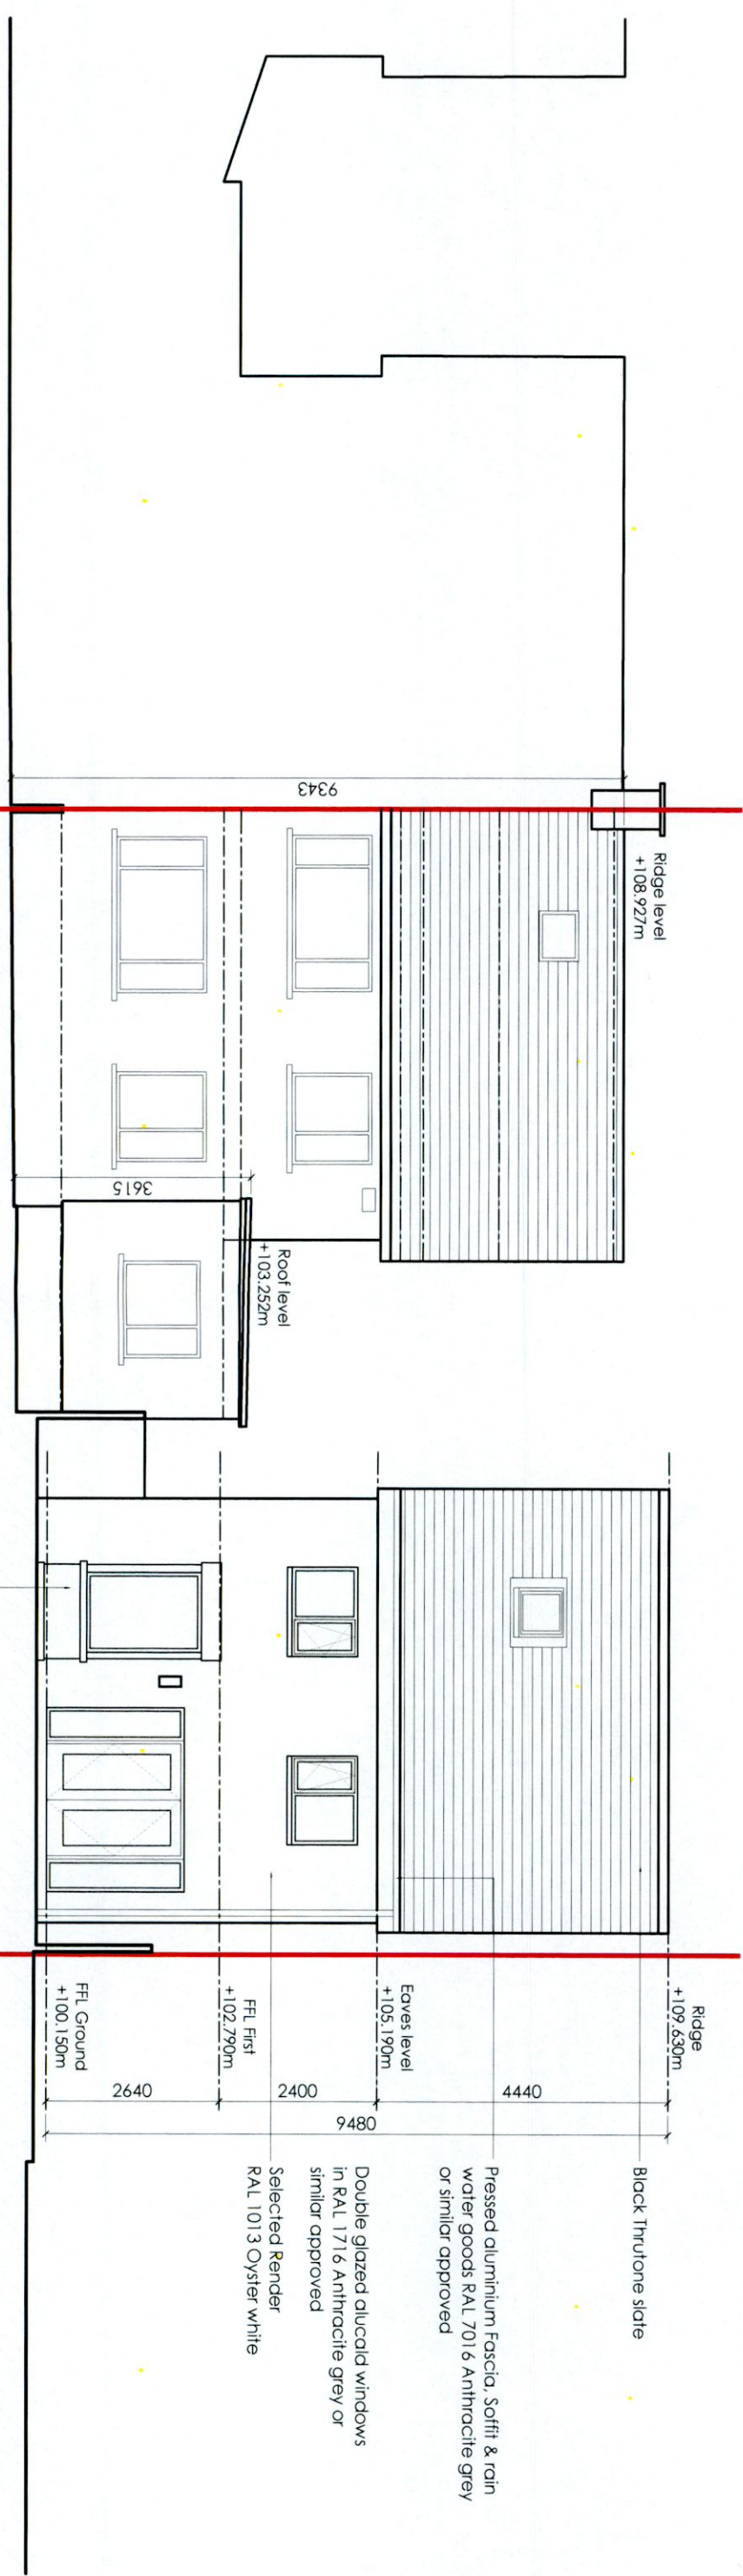 9343
Ridge level
+108.927m
3615
Roof level
+103.252m
Ridge
+109.630m
Eaves level
+105.190m
FFL First
+102.790m
FFL Ground
+100.150m
4440
2400
2640
9480
Black Thrutone slate
Pressed aluminium Fascia, Soffit & rain
water goods RAL 7016 Anthracite grey
or similar approved
Double glazed alucald windows
in RAL 1716 Anthracite grey or
similar approved
Selected Render
RAL 1013 Oyster white